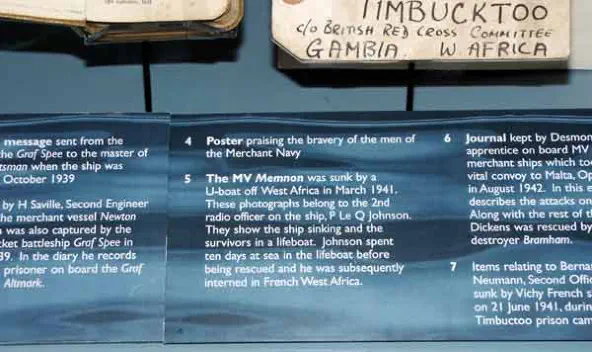 TIMBUCKTOO
c/o BRITISH RED CROSS COMMITTEE
GAMBIA W AFRICA
message sent from the
the Graf Spee to the master of
tsman when the ship was
October 1939
by H Saville, Second Engineer
the merchant vessel Newton
was also captured by the
cket battleship Graf Spee in
39. In the diary he records
prisoner on board the Graf
Altmark.
4 Poster praising the bravery of the men of
the Merchant Navy
5 The MV Memnon was sunk by a
U-boat off West Africa in March 1941.
These photographs belong to the 2nd
radio officer on the ship, P Le Q Johnson.
They show the ship sinking and the
survivors in a lifeboat. Johnson spent
ten days at sea in the lifeboat before
being rescued and he was subsequently
interned in French West Africa.
6 Journal kept by Desmon
apprentice on board MV
merchant ships which too
vital convoy to Malta, Op
in August 1942. In this e
describes the attacks on
Along with the rest of th
Dickens was rescued by
destroyer Bramham.
7 Items relating to Berna
Neumann, Second Offic
sunk by Vichy French s
on 21 June 1941, durin
Timbuctoo prison cam